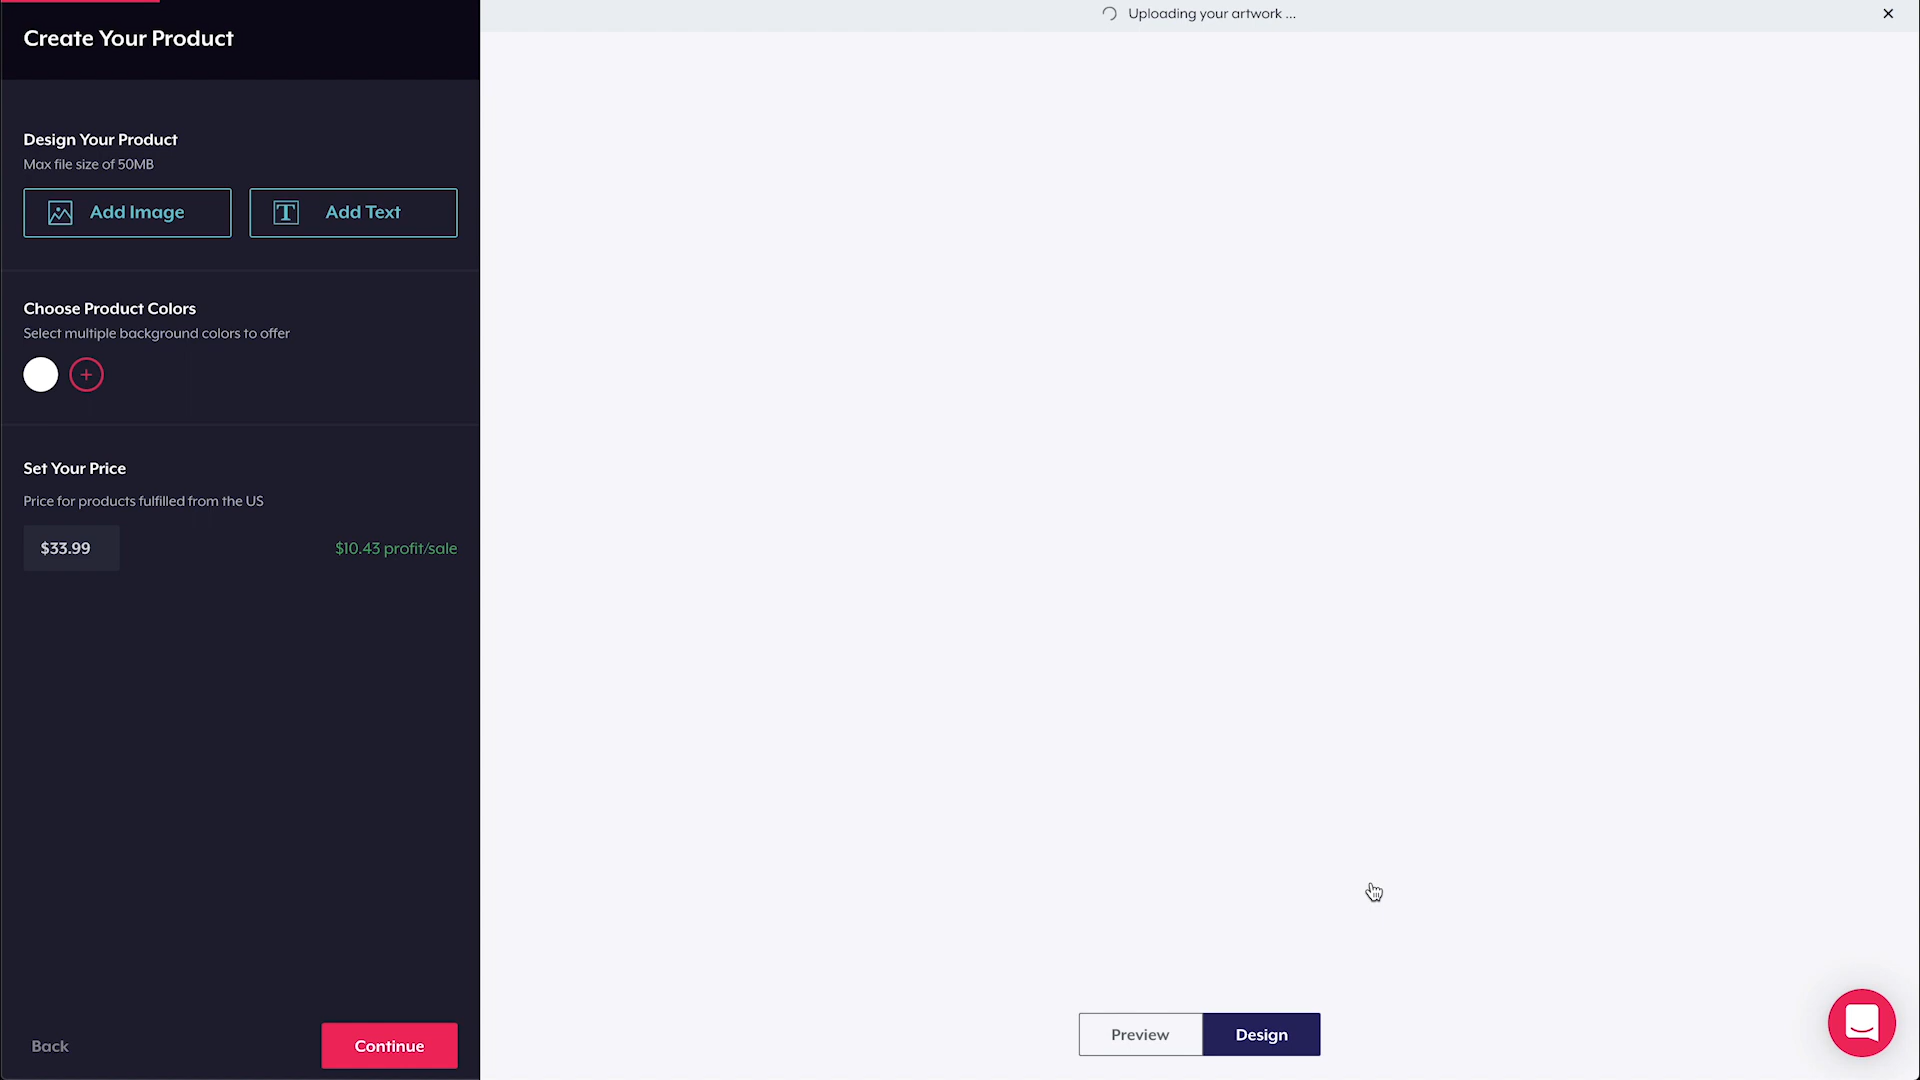 Uploading your artwork ...
Create Your Product
Design Your Product
Max file size of 50MB
Add Image
Add Text
Choose Product Colors
Select multiple background colors to offer
Set Your Price
Price for products fulfilled from the US
$33.99
$10.43 profit/sale
Back
Continue
Preview
Design